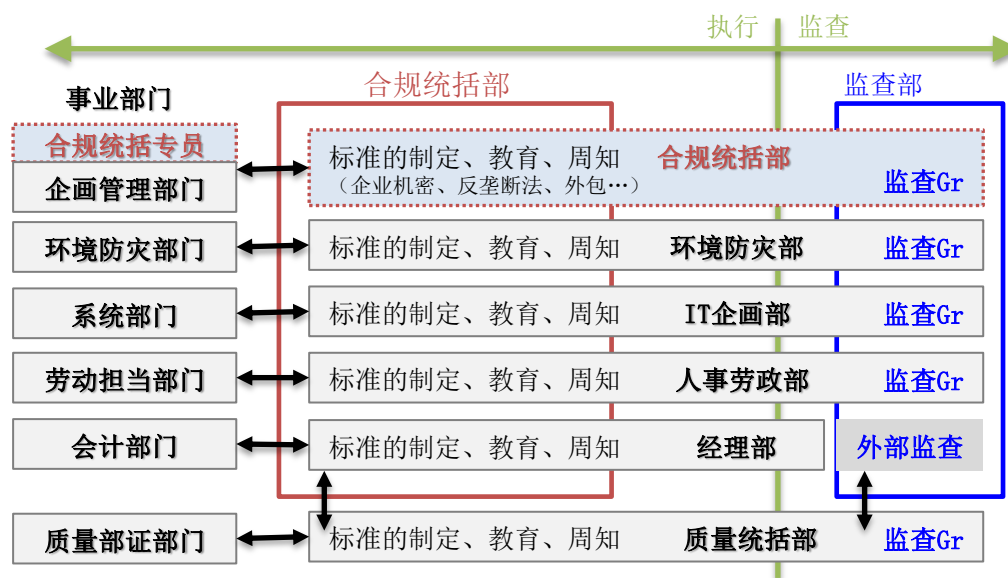 执行 监查
合规统括部 监查部
事业部门
合规统括专员
企画管理部门
标准的制定、教育、周知 合规统括部
（企业机密、反垄断法、外包…）
监查Gr
环境防灾部门 标准的制定、教育、周知 环境防灾部 监查Gr
系统部门 标准的制定、教育、周知 IT企画部 监查Gr
劳动担当部门 标准的制定、教育、周知 人事劳政部 监查Gr
会计部门 标准的制定、教育、周知 经理部 外部监查
质量部证部门 标准的制定、教育、周知 质量统括部 监查Gr